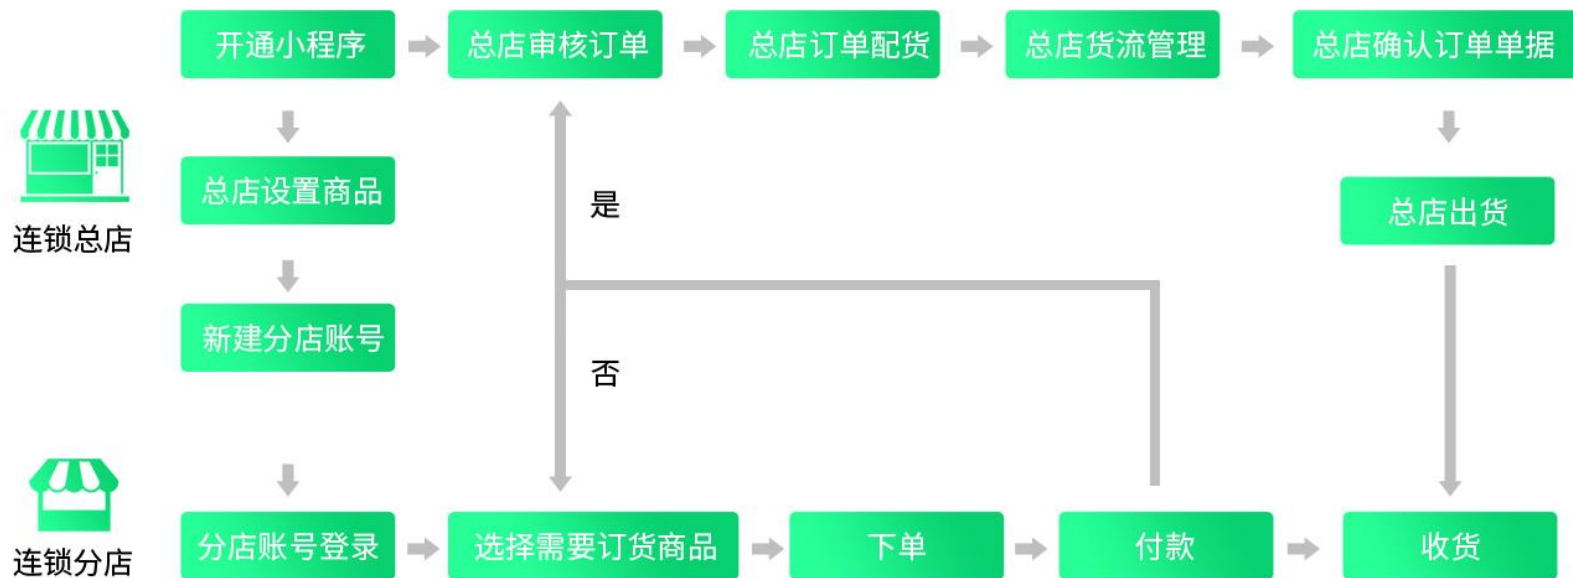 开通小程序
总店审核订单
总店订单配货
总店货流管理
总店确认订单单据
总店设置商品
是
总店出货
连锁总店
新建分店账号
否
分店账号登录
选择需要订货商品
下单
付款
收货
连锁分店